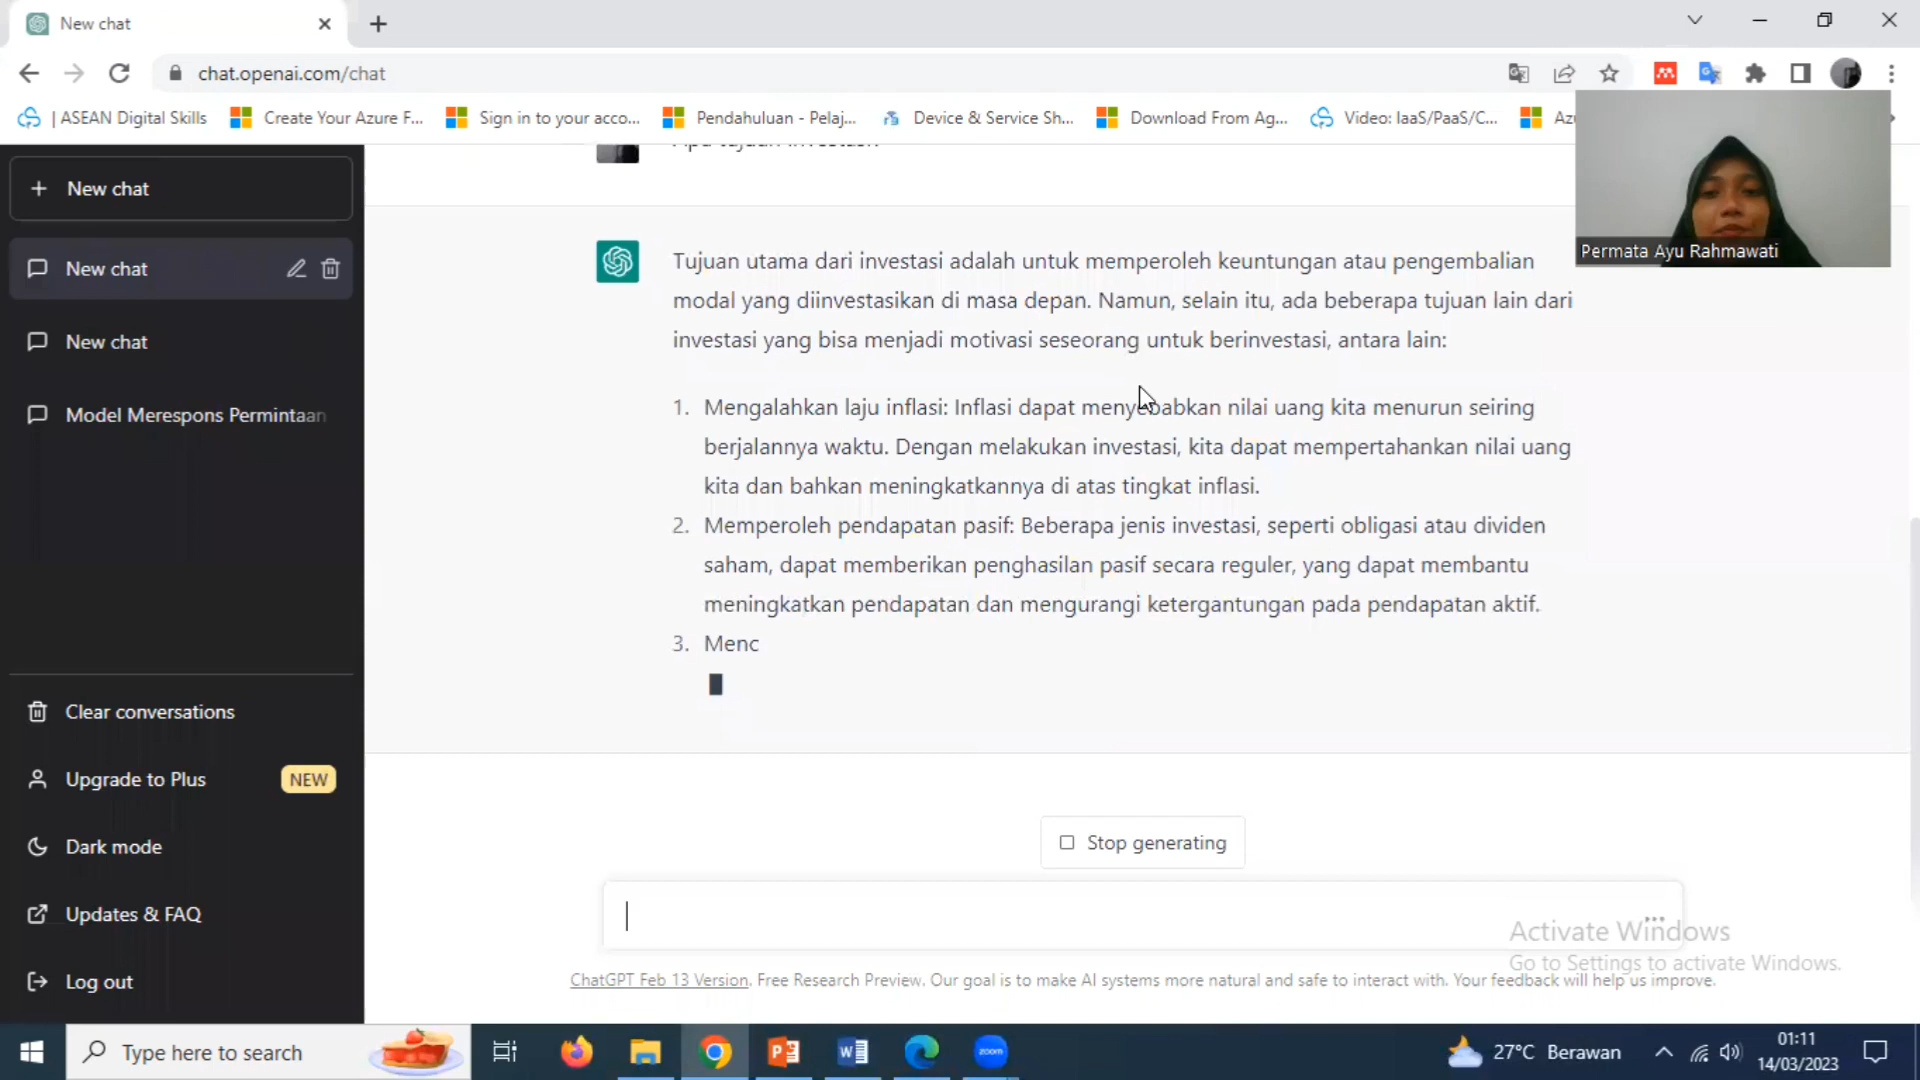 New chat
chat.openai.com/chat
| ASEAN Digital Skills
Create Your Azure F...
Sign in to your acco...
Pendahuluan - Pelaj...
Device & Service Sh...
Download From Ag...
Video: IaaS/PaaS/C...
Permata Ayu Rahmawati
New chat
New chat
New chat
Model Merespons Permintaan
Clear conversations
Upgrade to Plus NEW
Dark mode
Updates & FAQ
Log out
Tujuan utama dari investasi adalah untuk memperoleh keuntungan atau pengembalian
modal yang diinvestasikan di masa depan. Namun, selain itu, ada beberapa tujuan lain dari
investasi yang bisa menjadi motivasi seseorang untuk berinvestasi, antara lain:
1. Mengalahkan laju inflasi: Inflasi dapat menyebabkan nilai uang kita menurun seiring
berjalannya waktu. Dengan melakukan investasi, kita dapat mempertahankan nilai uang
kita dan bahkan meningkatkannya di atas tingkat inflasi.
2. Memperoleh pendapatan pasif: Beberapa jenis investasi, seperti obligasi atau dividen
saham, dapat memberikan penghasilan pasif secara reguler, yang dapat membantu
meningkatkan pendapatan dan mengurangi ketergantungan pada pendapatan aktif.
3. Menc
Stop generating
Activate Windows
Go to Settings to activate Windows.
ChatGPT Feb 13 Version. Free Research Preview. Our goal is to make AI systems more natural and safe to interact with. Your feedback will help us improve.
Type here to search
zoom
27°C Berawan
01:11
14/03/2023